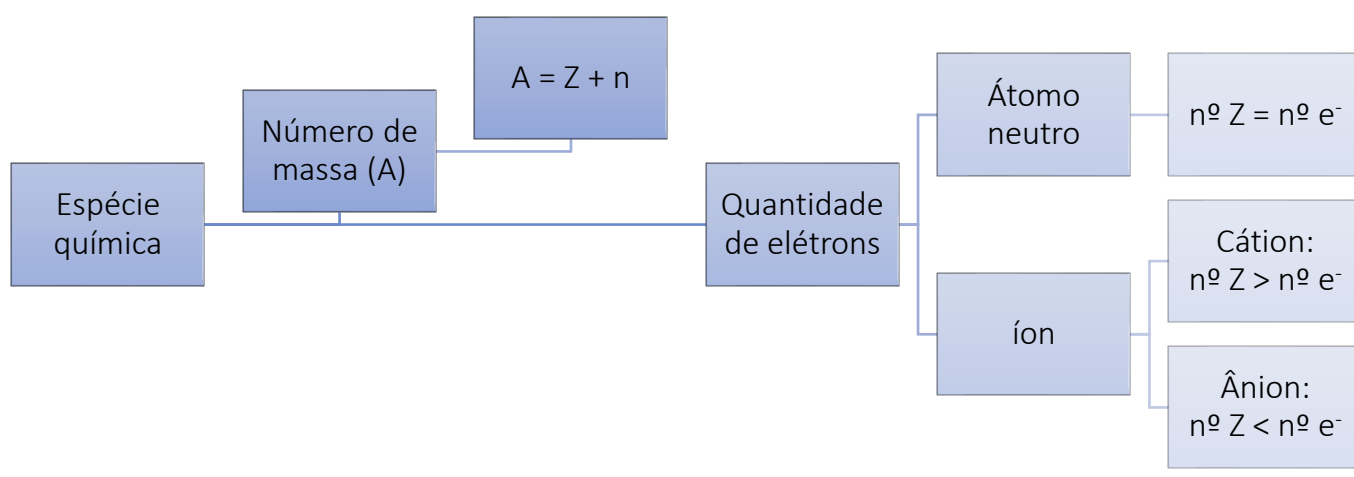 Espécie
química
Número de
massa (A)
A = Z + n
Quantidade
de elétrons
Átomo
neutro
nº Z = nº e⁻
íon
Cátion:
nº Z > nº e⁻
Ânion:
nº Z < nº e⁻